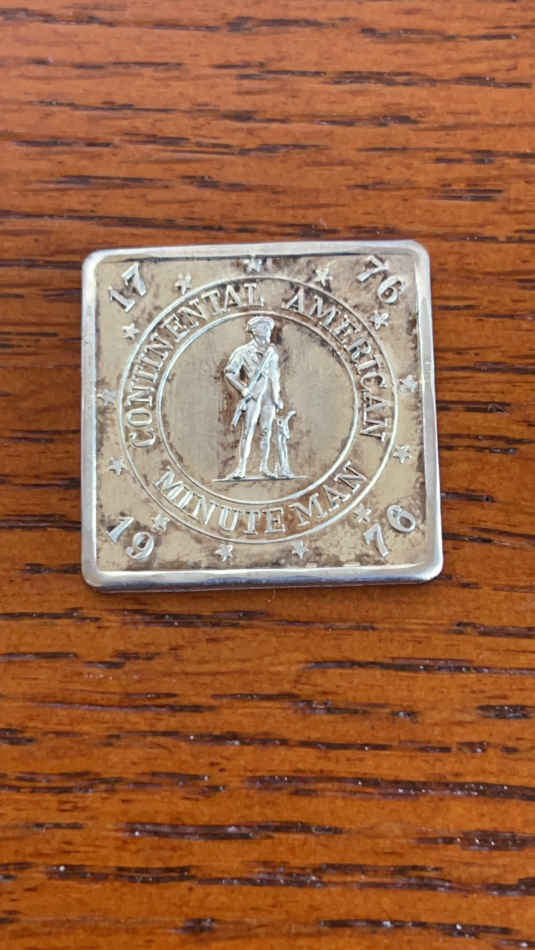 17 76
CONTINENTAL AMERICAN
MINUTE MAN
19 76